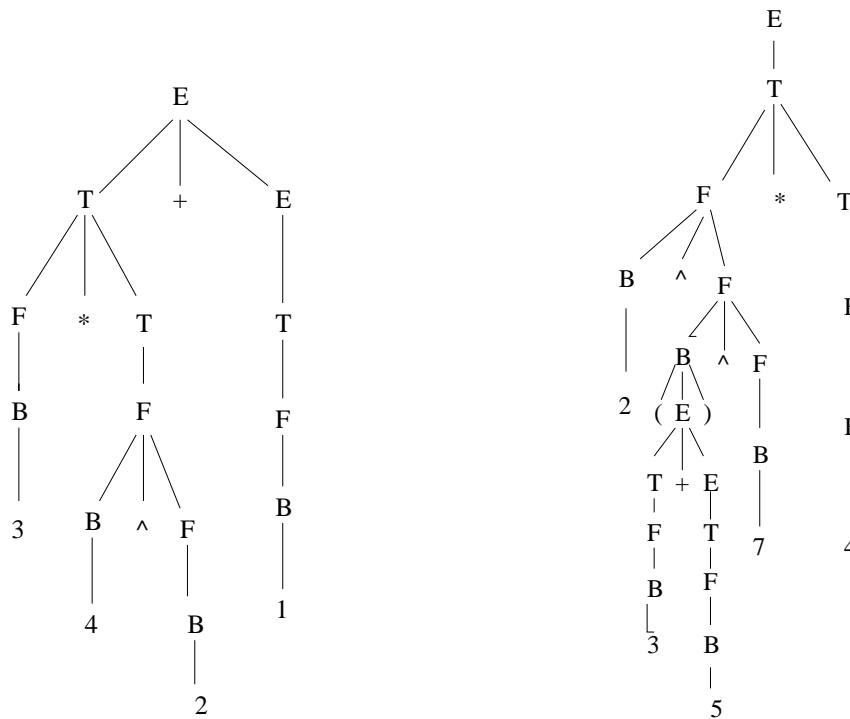 E
E
T
T + E
F * T
B ^ F
F * T
T
B ^ F
B F
2 ( E )
B F
F
B
T + E
3 B ^ F
B
F T 7
4 B
1
B F
3 B
2
5